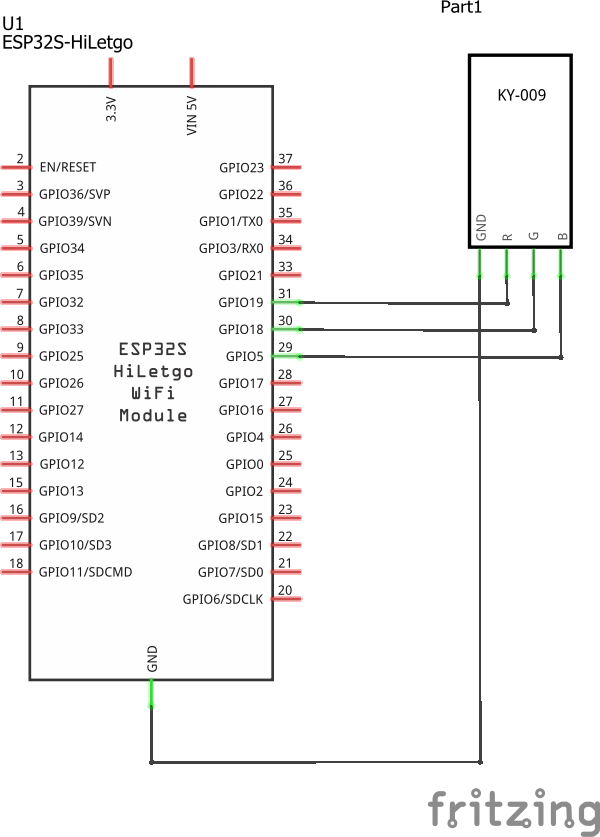 U1
ESP32S-HiLetgo
Part1
3.3V
VIN 5V
KY-009
GND
R
G
B
2 EN/RESET
GPIO23 37
3 GPIO36/SVP
GPIO22 36
4 GPIO39/SVN
GPIO1/TX0 35
5 GPIO34
GPIO3/RX0 34
6 GPIO35
GPIO21 33
7 GPIO32
GPIO19 31
8 GPIO33
GPIO18 30
9 GPIO25
GPIO5 29
10 GPIO26
GPIO17 28
11 GPIO27
GPIO16 27
12 GPIO14
GPIO4 26
13 GPIO12
GPIO0 25
15 GPIO13
GPIO2 24
16 GPIO9/SD2
GPIO15 23
17 GPIO10/SD3
GPIO8/SD1 22
18 GPIO11/SDCMD
GPIO7/SD0 21
GPIO6/SDCLK 20
ESP32S
HiLetgo
WiFi
Module
GND
fritzing